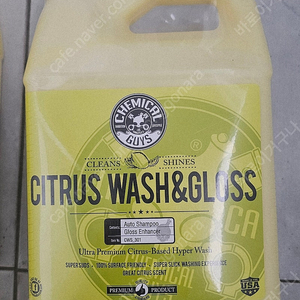 CHEMICAL
GUYS
CLEANS SHINES
CITRUS WASH&GLOSS
Auto Shampoo
Gloss Enhancer
CWS_301
Ultra Premium Citrus-Based Hyper Wash
SUPER SUDS · 100% SURFACE FRIENDLY · SUPER SLICK WASHING EXPERIENCE
GREAT CITRUS SCENT
PREMIUM PRODUCT
USA